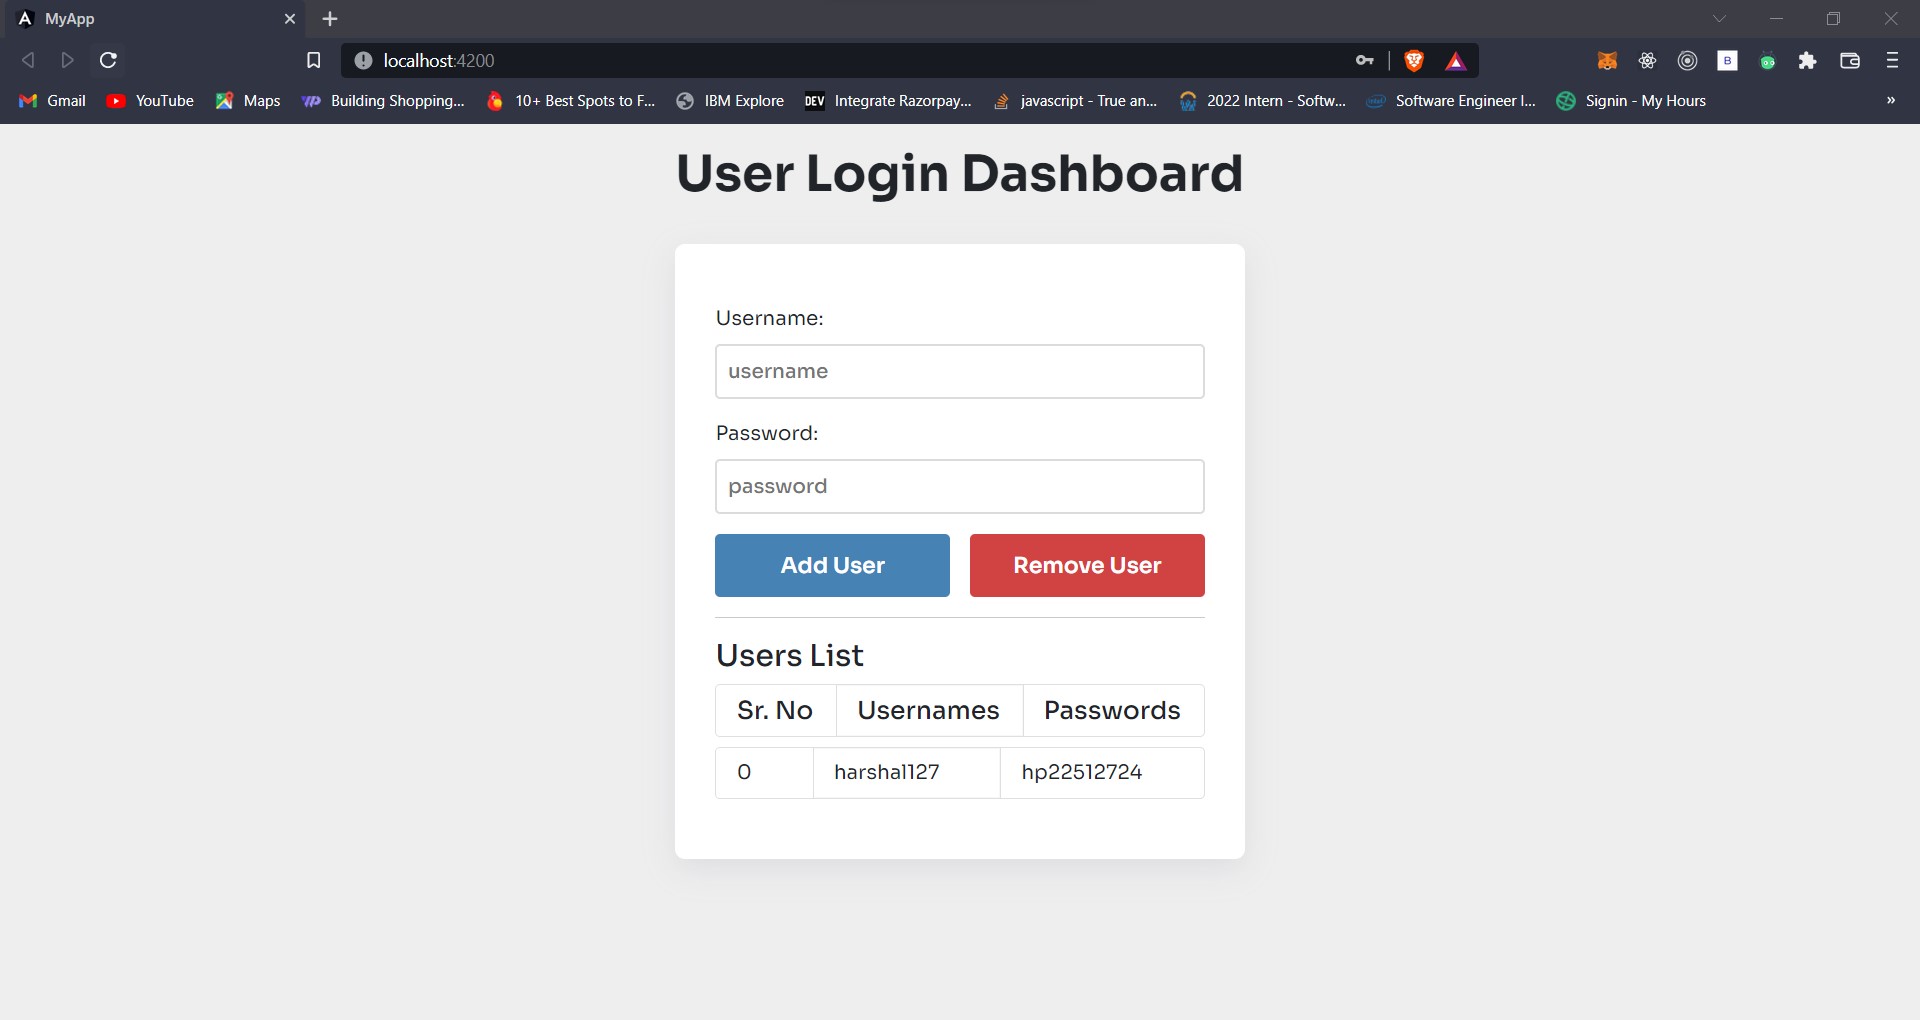 MyApp
localhost:4200
Gmail YouTube Maps Building Shopping... 10+ Best Spots to F... IBM Explore DEV Integrate Razorpay... javascript - True an... 2022 Intern - Softw... intel Software Engineer I... Signin - My Hours »
User Login Dashboard
Username:
username
Password:
password
Add User Remove User
Users List
Sr. No Usernames Passwords
0 harshal127 hp22512724